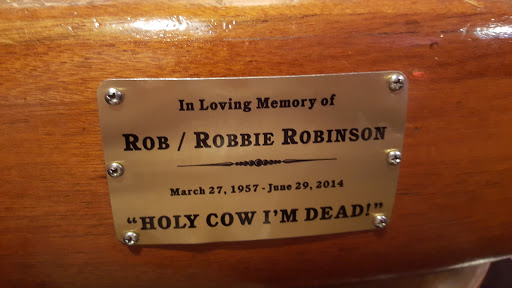 In Loving Memory of
ROB / ROBBIE ROBINSON
March 27, 1957 - June 29, 2014
"HOLY COW I'M DEAD!"